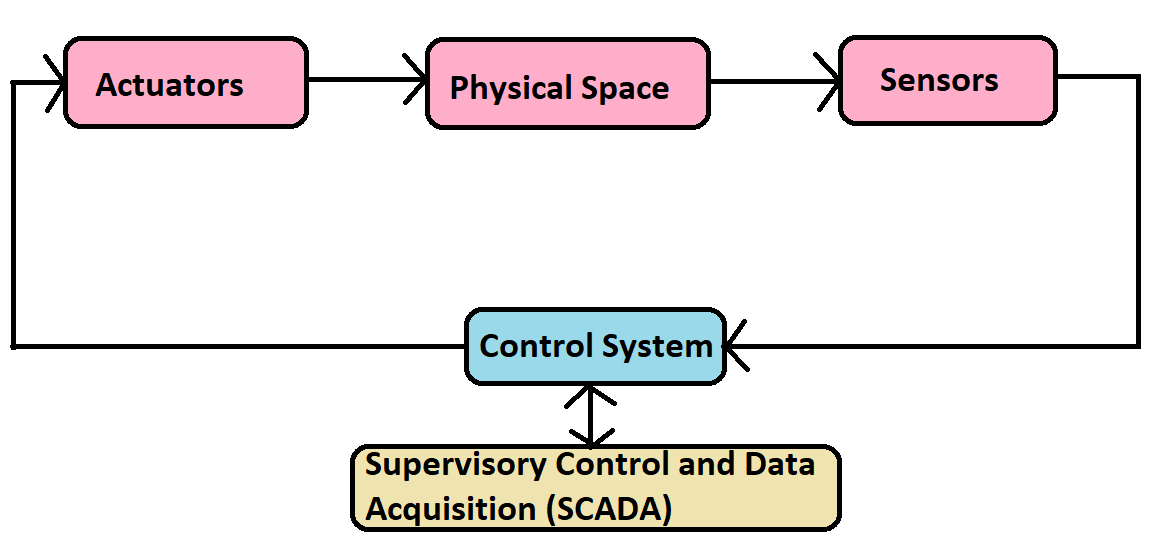 Actuators
Physical Space
Sensors
Control System
Supervisory Control and Data
Acquisition (SCADA)